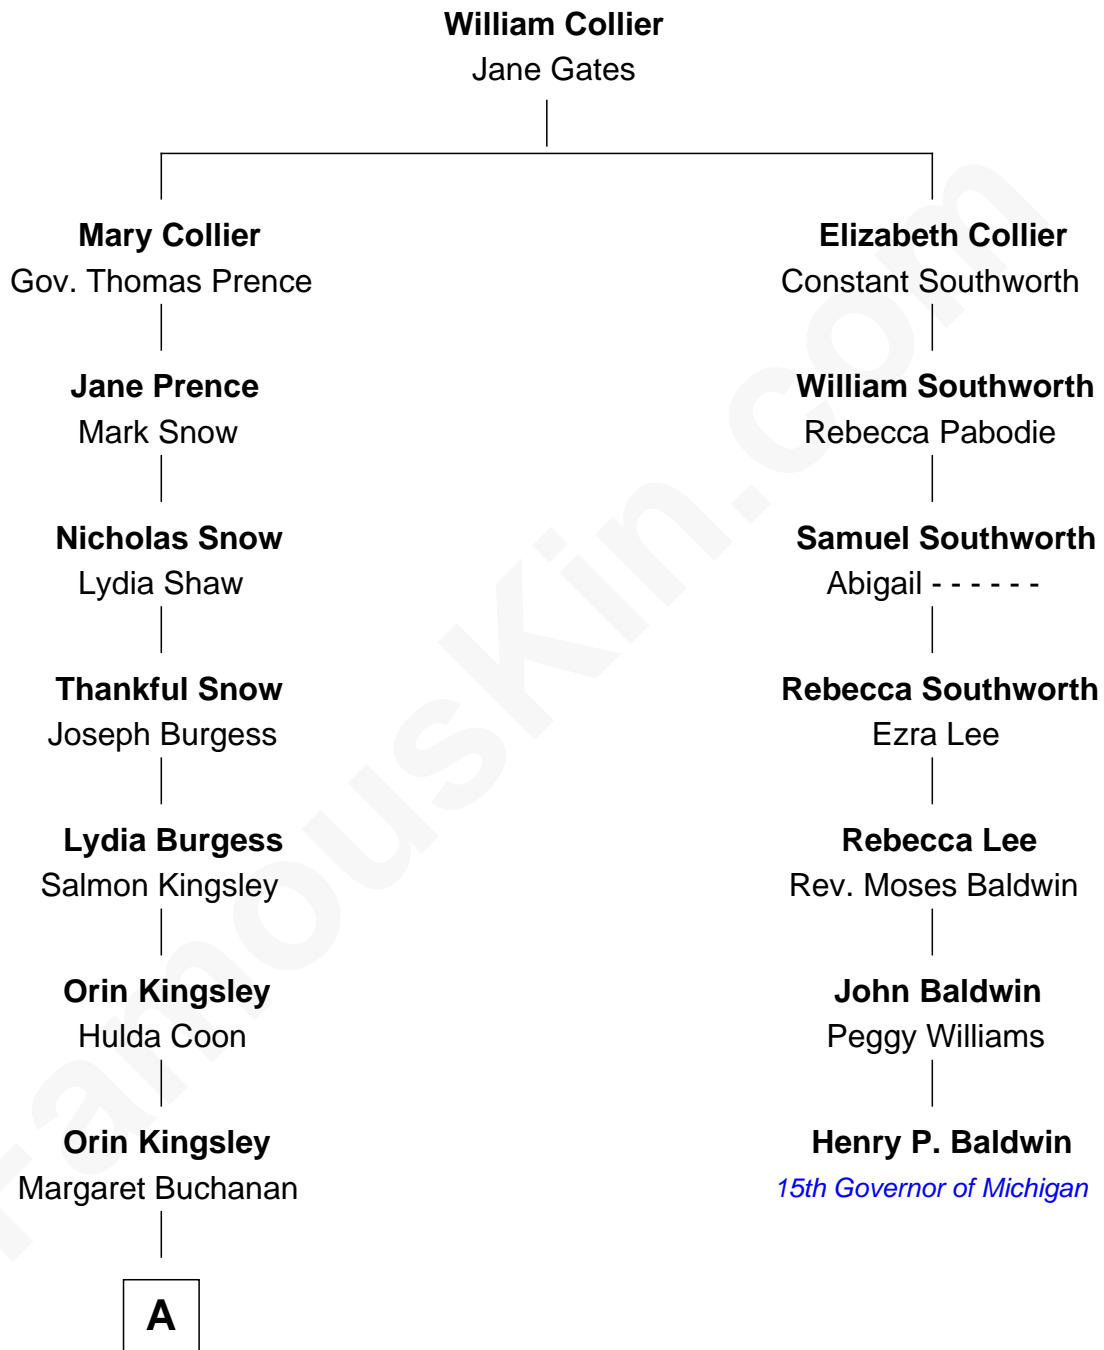 William Collier
Jane Gates
Mary Collier
Gov. Thomas Prence
Elizabeth Collier
Constant Southworth
Jane Prence
Mark Snow
William Southworth
Rebecca Pabodie
Nicholas Snow
Lydia Shaw
Samuel Southworth
Abigail - - - - - -
Thankful Snow
Joseph Burgess
Rebecca Southworth
Ezra Lee
Lydia Burgess
Salmon Kingsley
Rebecca Lee
Rev. Moses Baldwin
Orin Kingsley
Hulda Coon
John Baldwin
Peggy Williams
Orin Kingsley
Margaret Buchanan
Henry P. Baldwin
15th Governor of Michigan
A
FamousKin.com